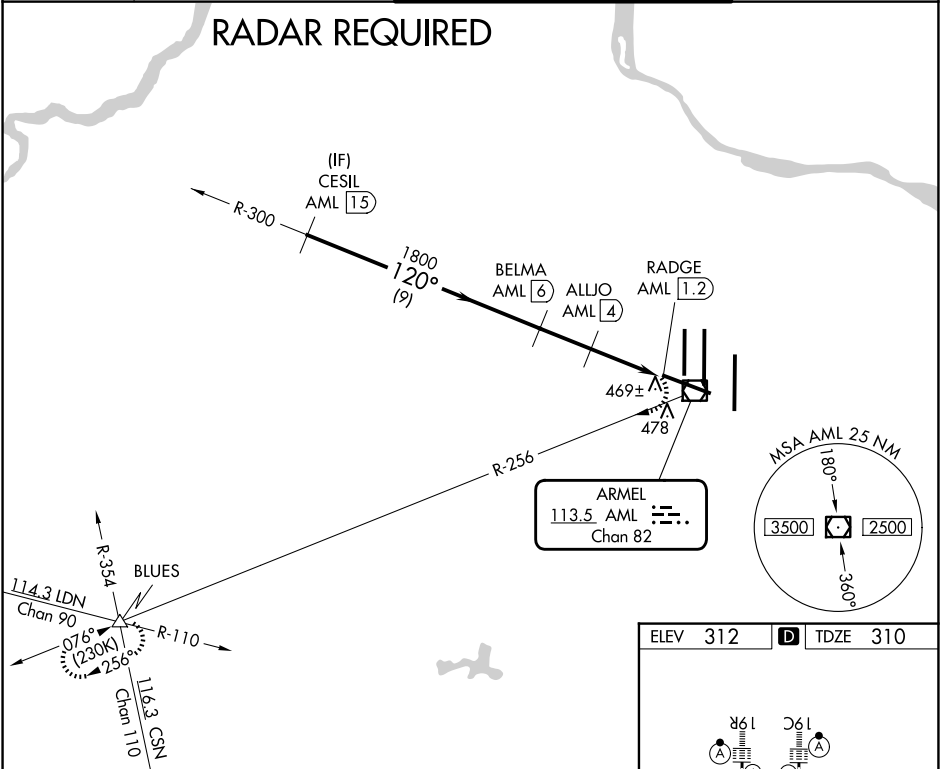 RADAR REQUIRED
(IF)
CESIL
AML 15
R-300
1800
120°
(9)
BELMA
AML 6
ALLJO
AML 4
RADGE
AML 1.2
469±
478
R-256
ARMEL
113.5 AML
Chan 82
MSA AML 25 NM
180°
3500
2500
360°
R-354
BLUES
114.3 LDN
Chan 90
R-110
076°
(230K)
256°
116.3 CSN
Chan 110
ELEV 312 D TDZE 310
19R
19C
A
A